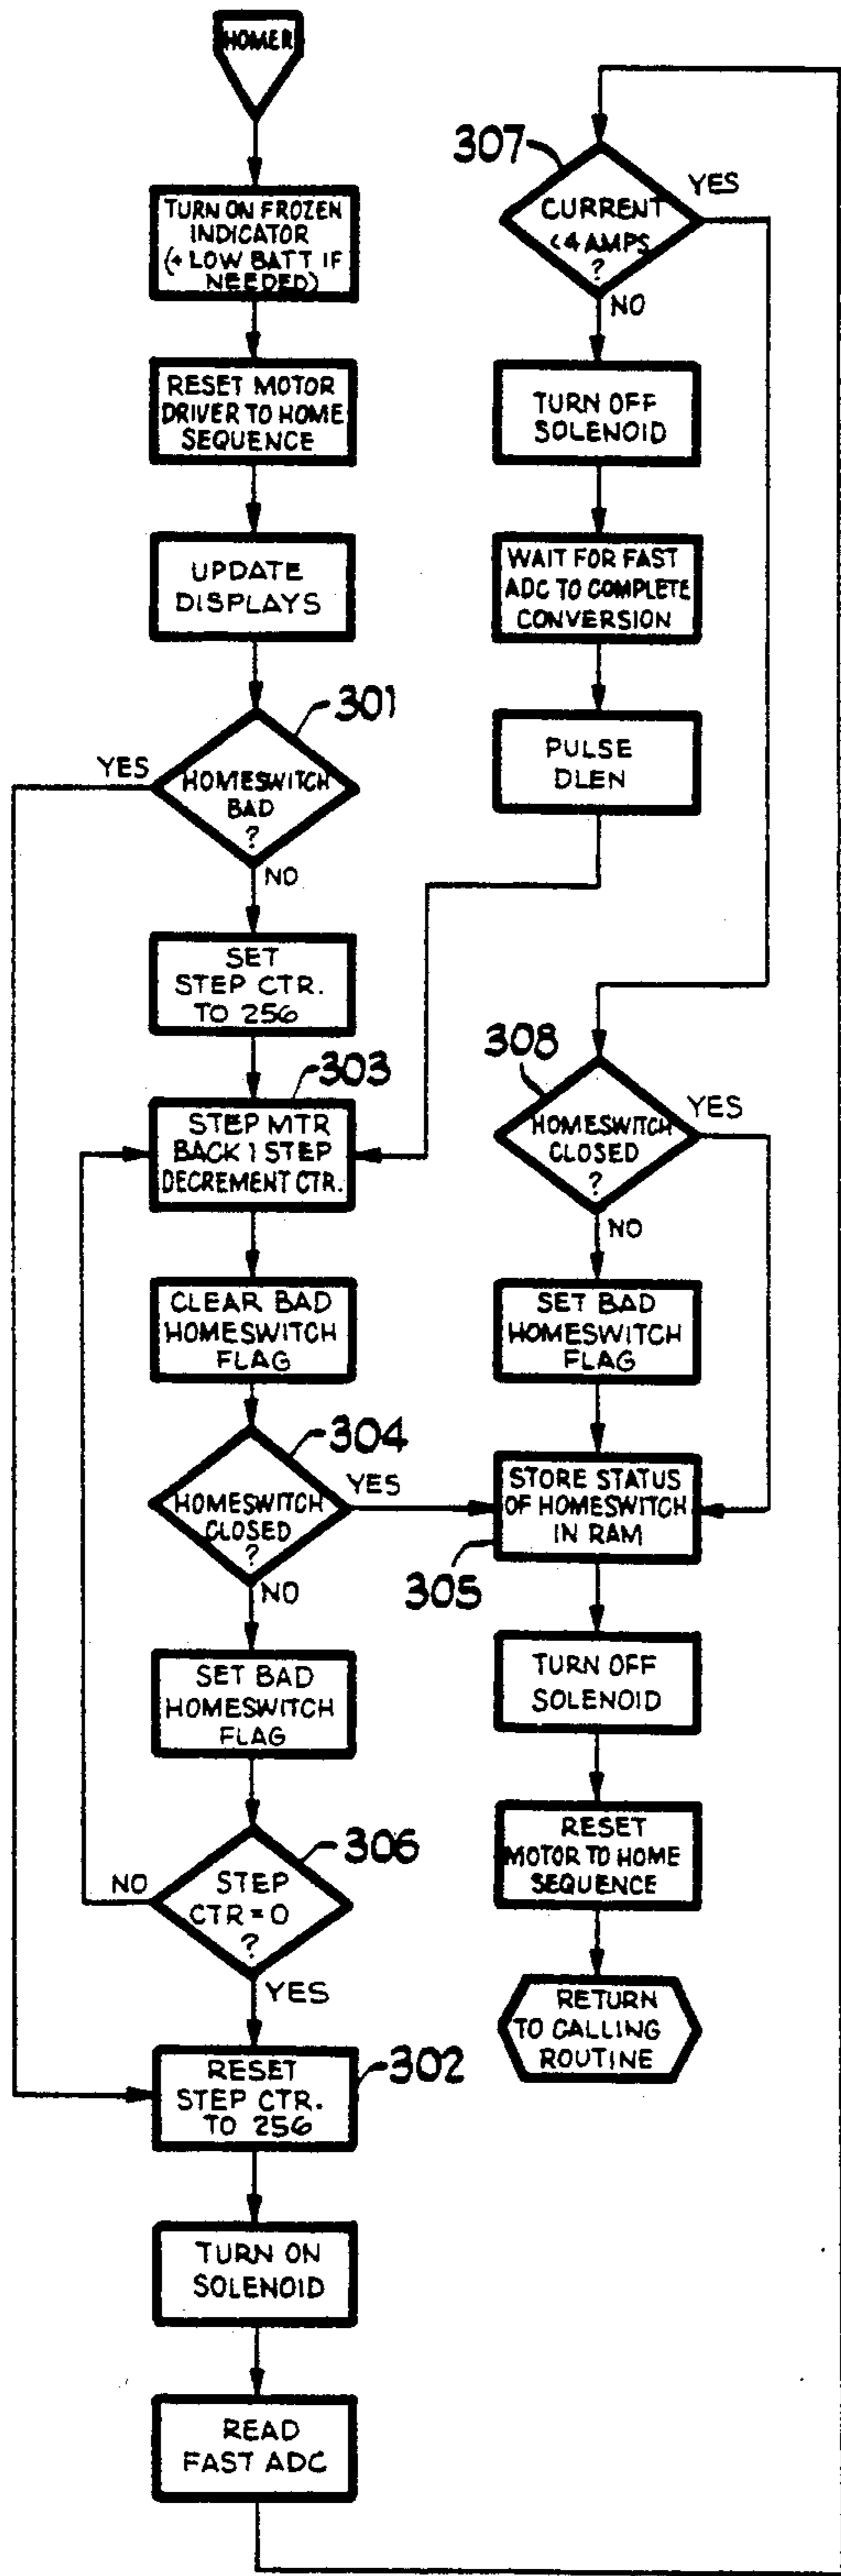 HOMER
TURN ON FROZEN
INDICATOR
(+ LOW BATT IF
NEEDED)
RESET MOTOR
DRIVER TO HOME
SEQUENCE
UPDATE
DISPLAYS
301
YES
HOMESWITCH
BAD
?
NO
SET
STEP CTR.
TO 256
303
STEP MTR
BACK 1 STEP
DECREMENT CTR.
CLEAR BAD
HOMESWITCH
FLAG
304
YES
HOMESWITCH
CLOSED
?
NO
SET BAD
HOMESWITCH
FLAG
306
NO
STEP
CTR = 0
?
YES
302
RESET
STEP CTR.
TO 256
TURN ON
SOLENOID
READ
FAST ADC
307
YES
CURRENT
<4 AMPS
?
NO
TURN OFF
SOLENOID
WAIT FOR FAST
ADC TO COMPLETE
CONVERSION
PULSE
DLEN
308
YES
HOMESWITCH
CLOSED
?
NO
SET BAD
HOMESWITCH
FLAG
STORE STATUS
OF HOMESWITCH
IN RAM
305
TURN OFF
SOLENOID
RESET
MOTOR TO HOME
SEQUENCE
RETURN
TO CALLING
ROUTINE